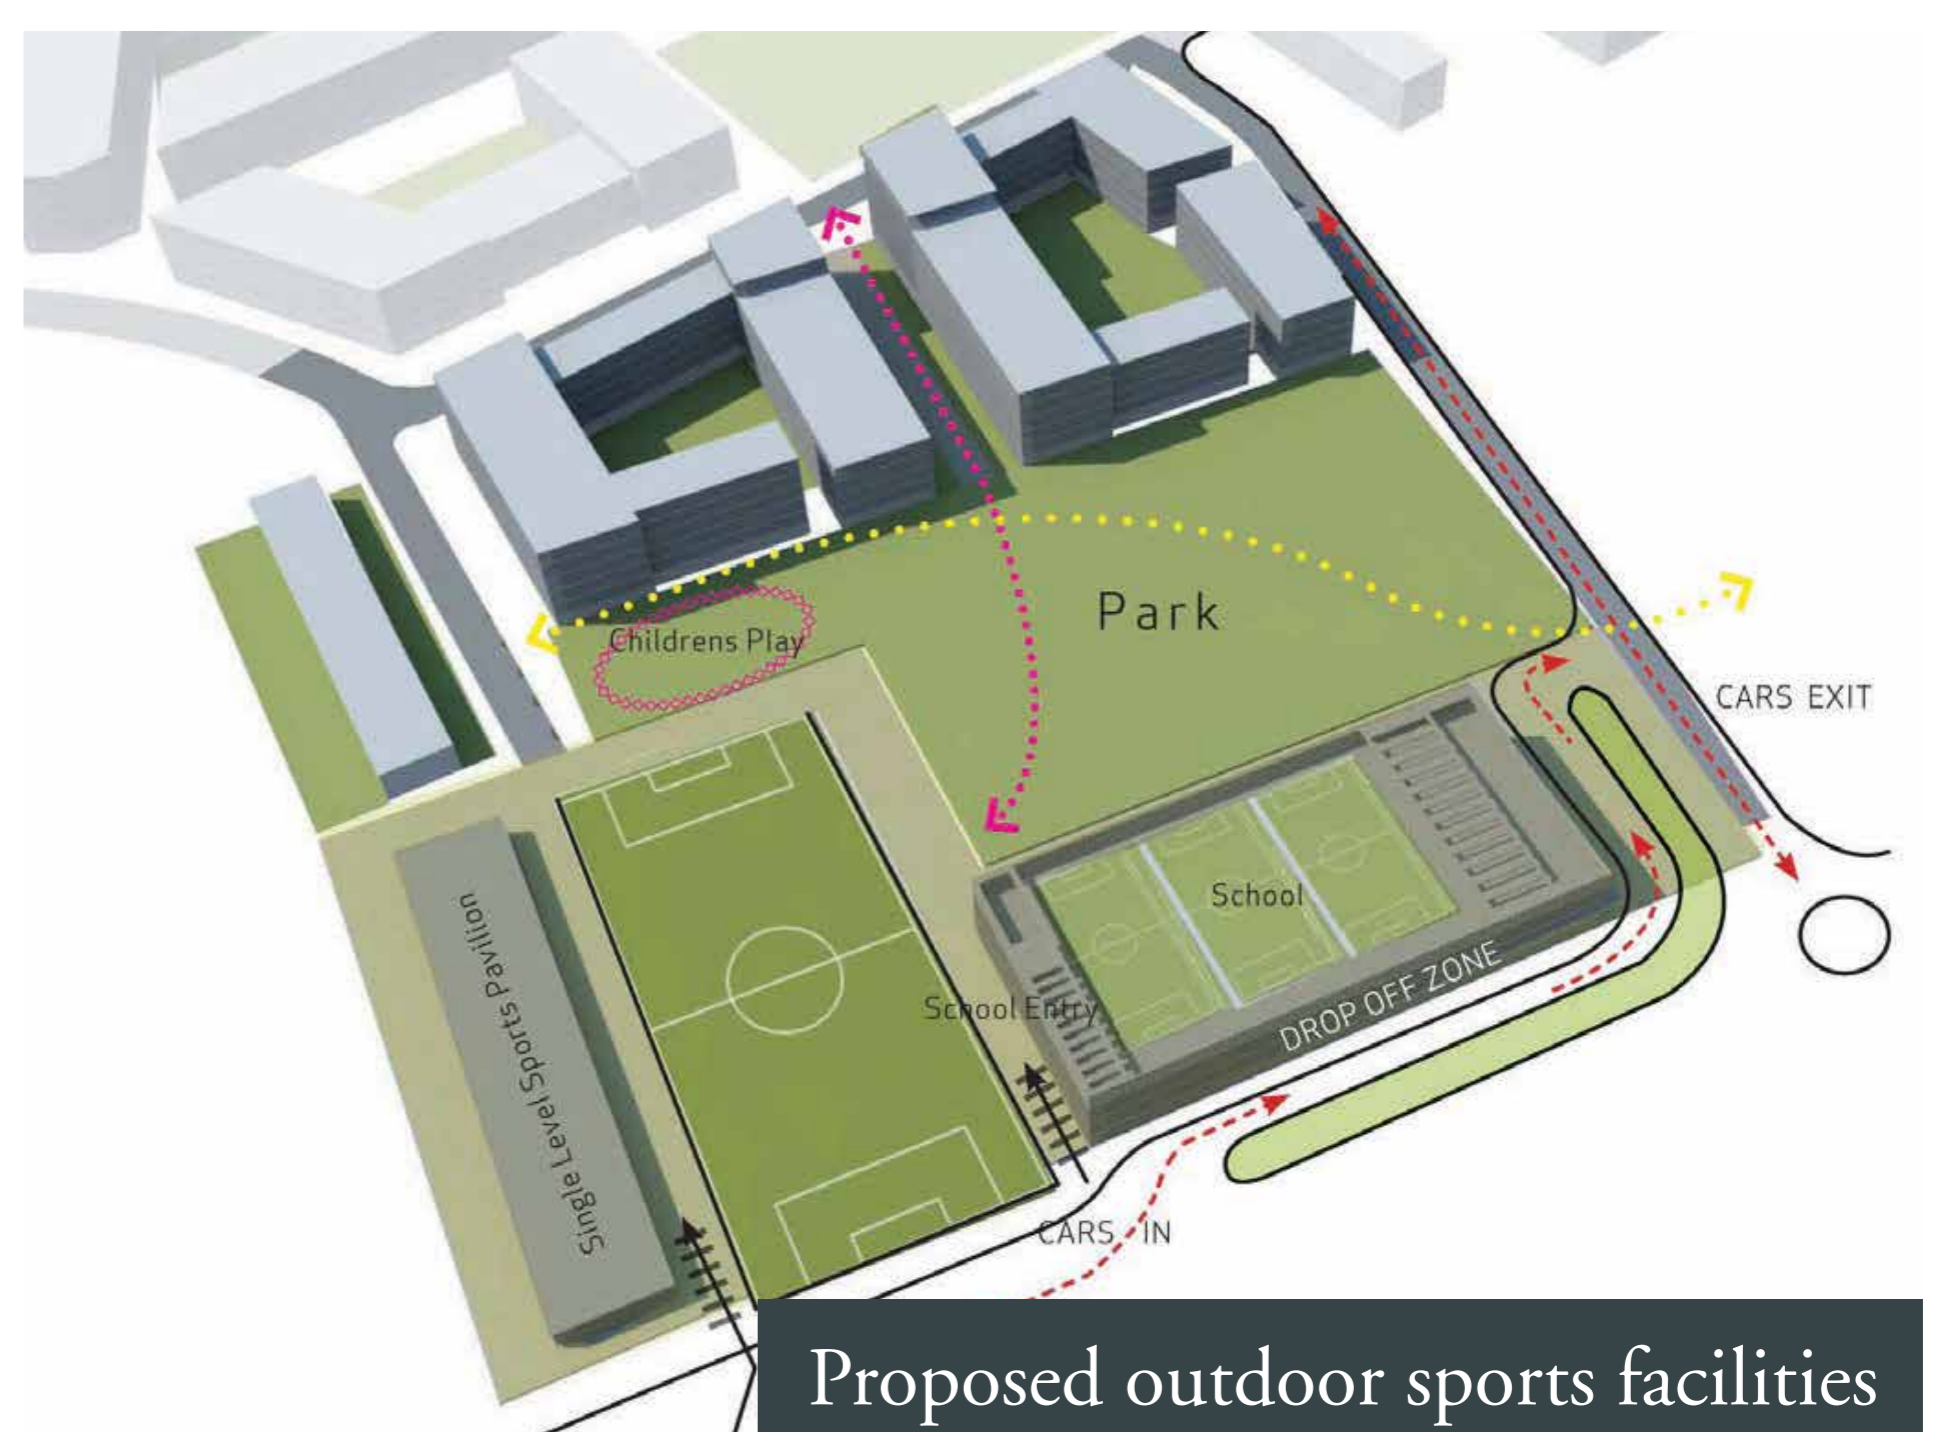 Park
Childrens Play
CARS EXIT
School
DROP OFF ZONE
School Entry
Single Level Sports Pavilion
CARS IN
Proposed outdoor sports facilities